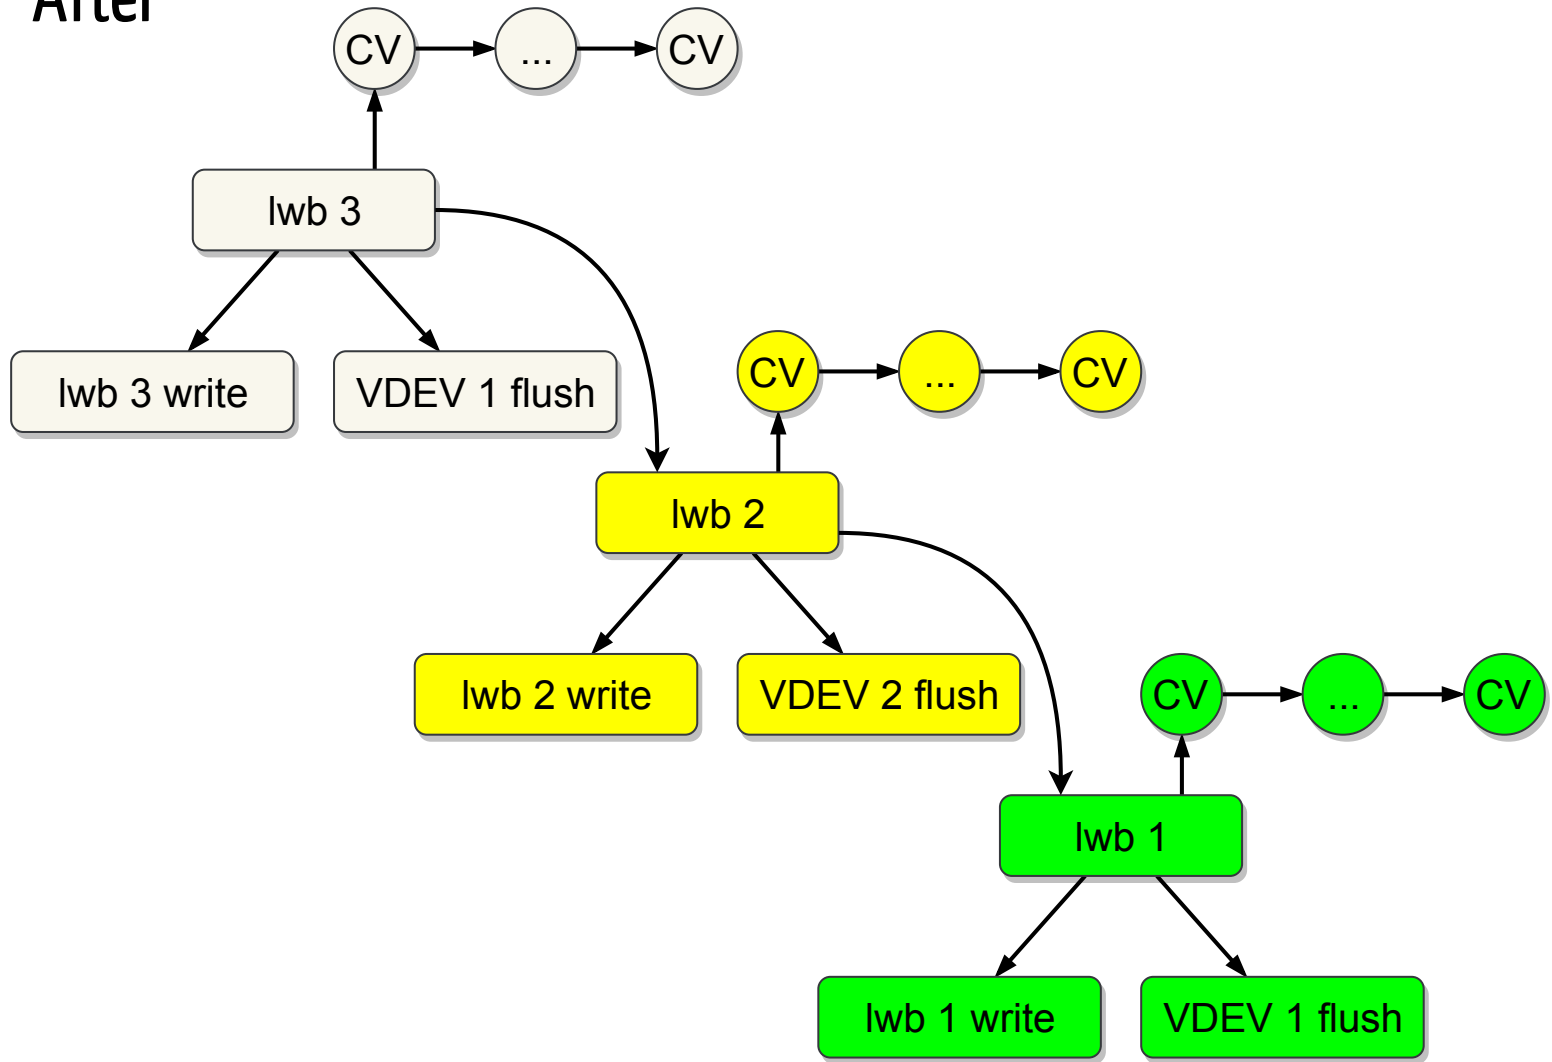 After
CV ... CV
lwb 3
lwb 3 write VDEV 1 flush
CV ... CV
lwb 2
lwb 2 write VDEV 2 flush
CV ... CV
lwb 1
lwb 1 write VDEV 1 flush